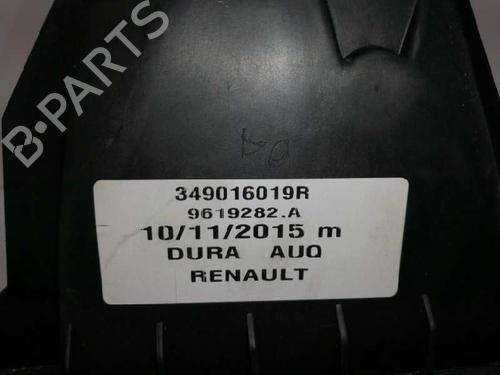 B-PARTS
349016019R
9619282.A
10/11/2015 m
DURA AUQ
RENAULT